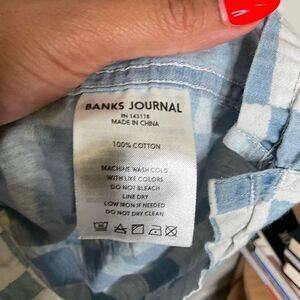 BANKS JOURNAL
RN 143118
MADE IN CHINA
100% COTTON
MACHINE WASH COLD
WITH LIKE COLORS
DO NOT BLEACH
LINE DRY
LOW IRON IF NEEDED
DO NOT DRY CLEAN